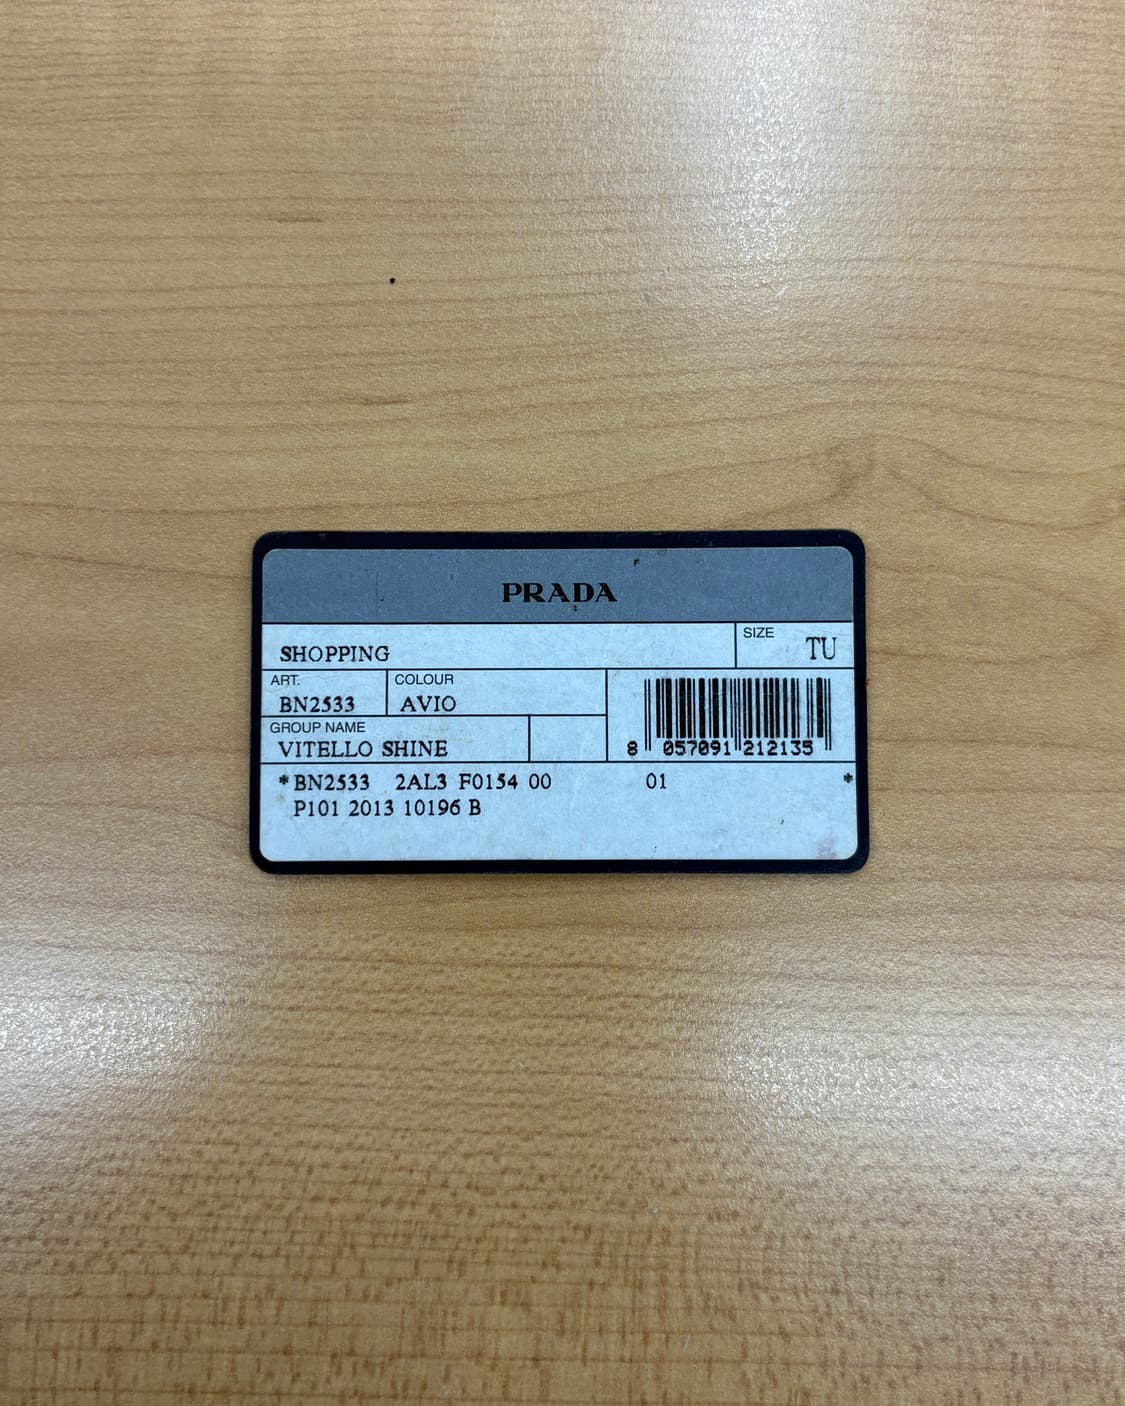 PRADA
SHOPPING
SIZE TU
ART. BN2533
COLOUR AVIO
GROUP NAME
VITELLO SHINE
8 057091 212135
*BN2533 2AL3 F0154 00 01 *
P101 2013 10196 B